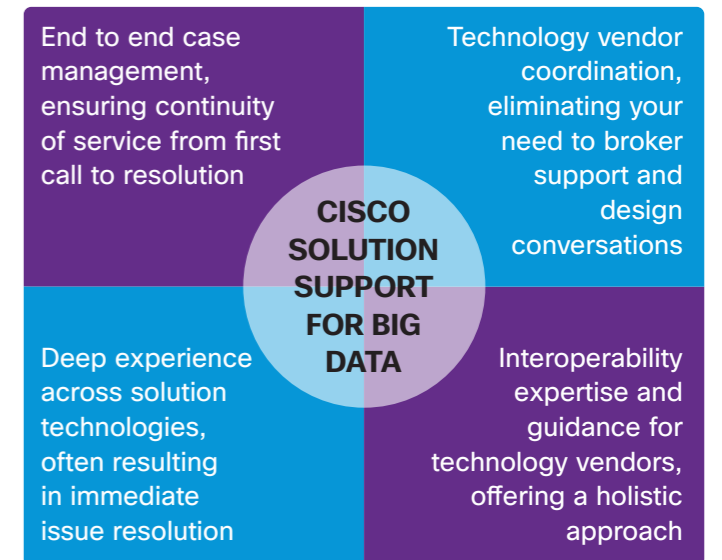 End to end case
management,
ensuring continuity
of service from first
call to resolution
Technology vendor
coordination,
eliminating your
need to broker
support and
design
conversations
CISCO
SOLUTION
SUPPORT
FOR BIG
DATA
Deep experience
across solution
technologies,
often resulting
in immediate
issue resolution
Interoperability
expertise and
guidance for
technology vendors,
offering a holistic
approach